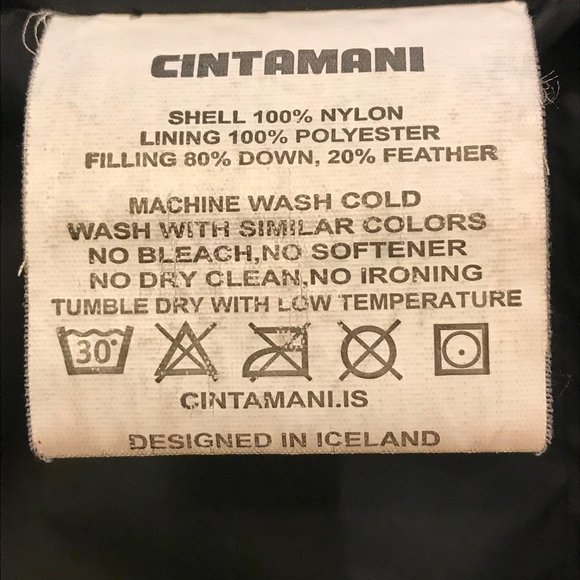 CINTAMANI
SHELL 100% NYLON
LINING 100% POLYESTER
FILLING 80% DOWN, 20% FEATHER
MACHINE WASH COLD
WASH WITH SIMILAR COLORS
NO BLEACH,NO SOFTENER
NO DRY CLEAN,NO IRONING
TUMBLE DRY WITH LOW TEMPERATURE
30°
CINTAMANI.IS
DESIGNED IN ICELAND